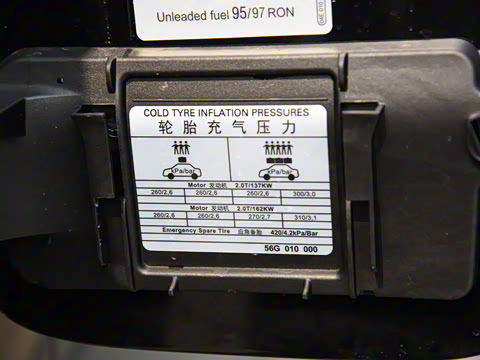 Unleaded fuel 95/97 RON
COLD TYRE INFLATION PRESSURES
轮胎充气压力
kPa/bar kPa/bar
Motor 发动机 2.0T/137KW
260/2,6 260/2,6 260/2,6 300/3,0
Motor 发动机 2.0T/162KW
260/2,6 260/2,6 270/2,7 310/3,1
Emergency Spare Tire 应急备胎 420/4,2kPa/Bar
56G 010 000